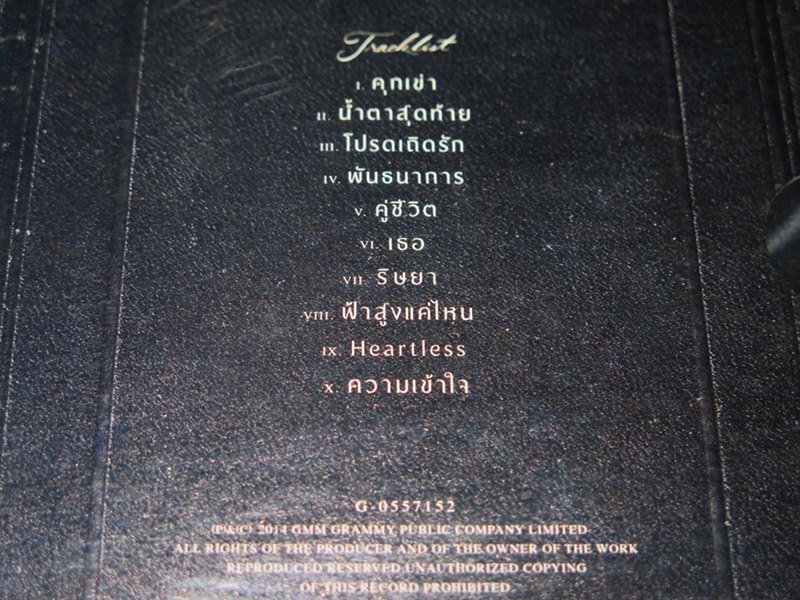 Tracklist
I. คุกเข่า
II. น้ำตาสุดท้าย
III. โปรดเถิดรัก
IV. พันธนาการ
V. คู่ชีวิต
VI. เธอ
VII. ริษยา
VIII. ฟ้าสูงแค่ไหน
IX. Heartless
X. ความเข้าใจ
G-0557152
(P)&(C) 2014 GMM GRAMMY PUBLIC COMPANY LIMITED
ALL RIGHTS OF THE PRODUCER AND OF THE OWNER OF THE WORK
REPRODUCED RESERVED UNAUTHORIZED COPYING
OF THIS RECORD PROHIBITED.